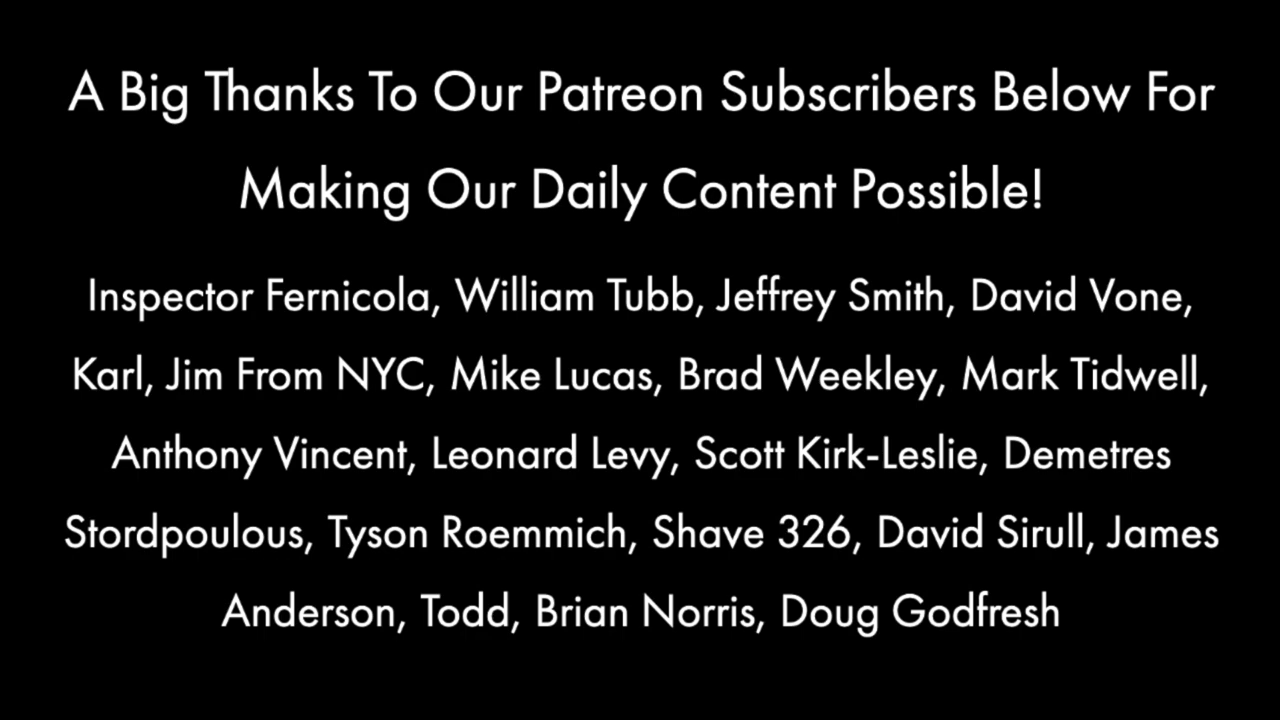 A Big Thanks To Our Patreon Subscribers Below For
Making Our Daily Content Possible!
Inspector Fernicola, William Tubb, Jeffrey Smith, David Vone,
Karl, Jim From NYC, Mike Lucas, Brad Weekley, Mark Tidwell,
Anthony Vincent, Leonard Levy, Scott Kirk-Leslie, Demetres
Stordpoulous, Tyson Roemmich, Shave 326, David Sirull, James
Anderson, Todd, Brian Norris, Doug Godfresh